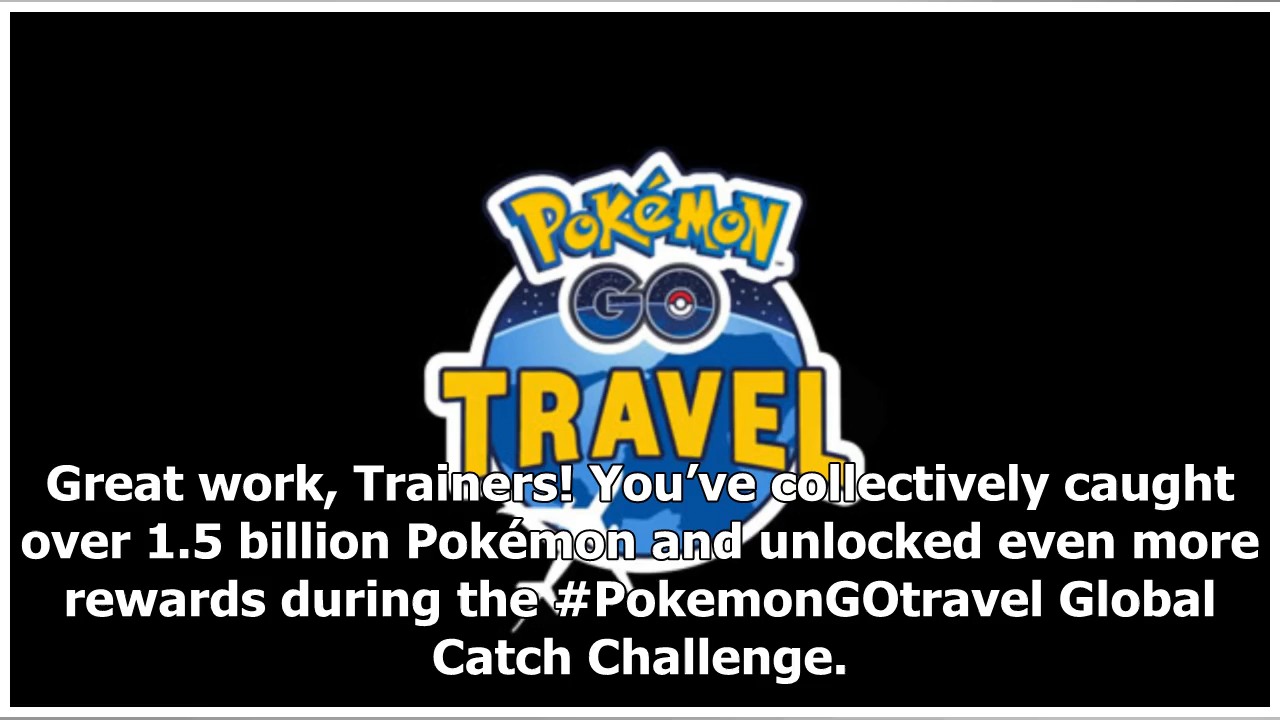 POKéMON
GO
TRAVEL
Great work, Trainers! You’ve collectively caught
over 1.5 billion Pokémon and unlocked even more
rewards during the #PokemonGOtravel Global
Catch Challenge.